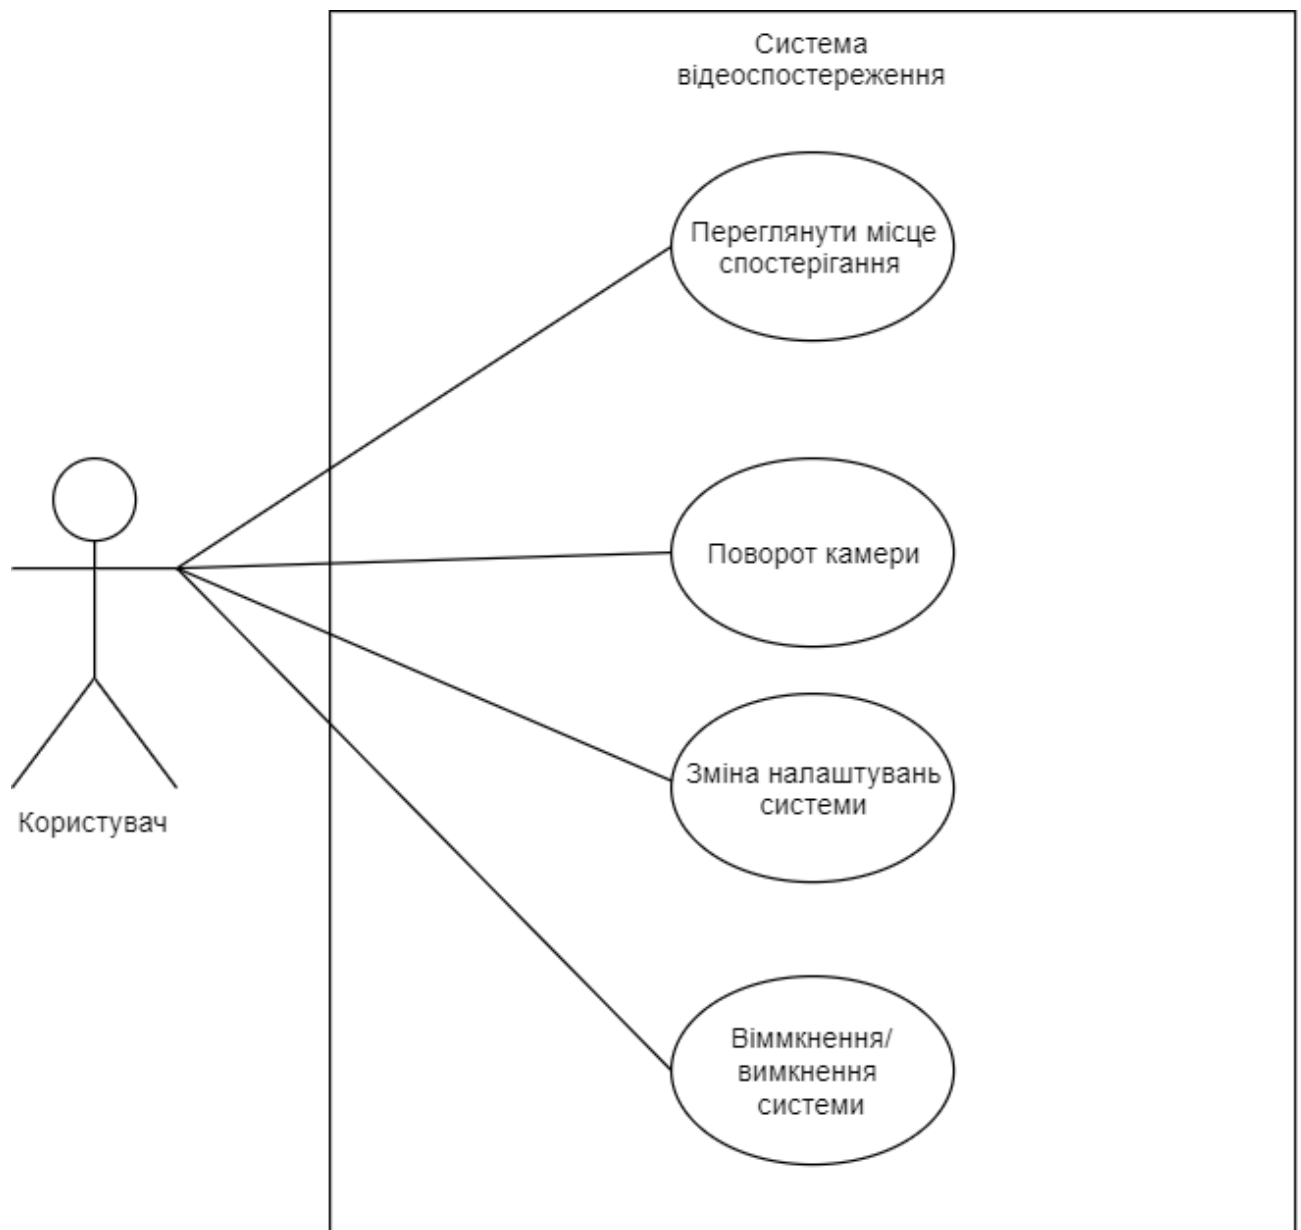 Система
відеоспостереження
Переглянути місце
спостерігання
Поворот камери
Зміна налаштувань
системи
Користувач
Віммкнення/
вимкнення
системи